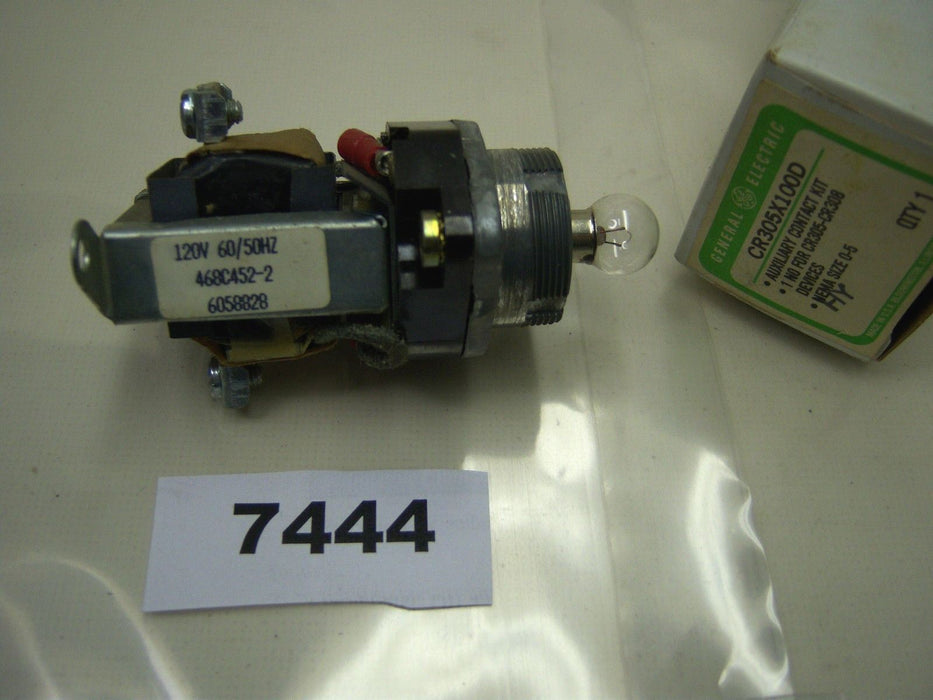 120V 60/50HZ
468C452-2
6058828
GENERAL GE ELECTRIC
CR305X100D
• AUXILIARY CONTACT KIT
• 1 NO FOR CR305-CR308
DEVICES
• NEMA SIZE 0-5
QTY 1
7444